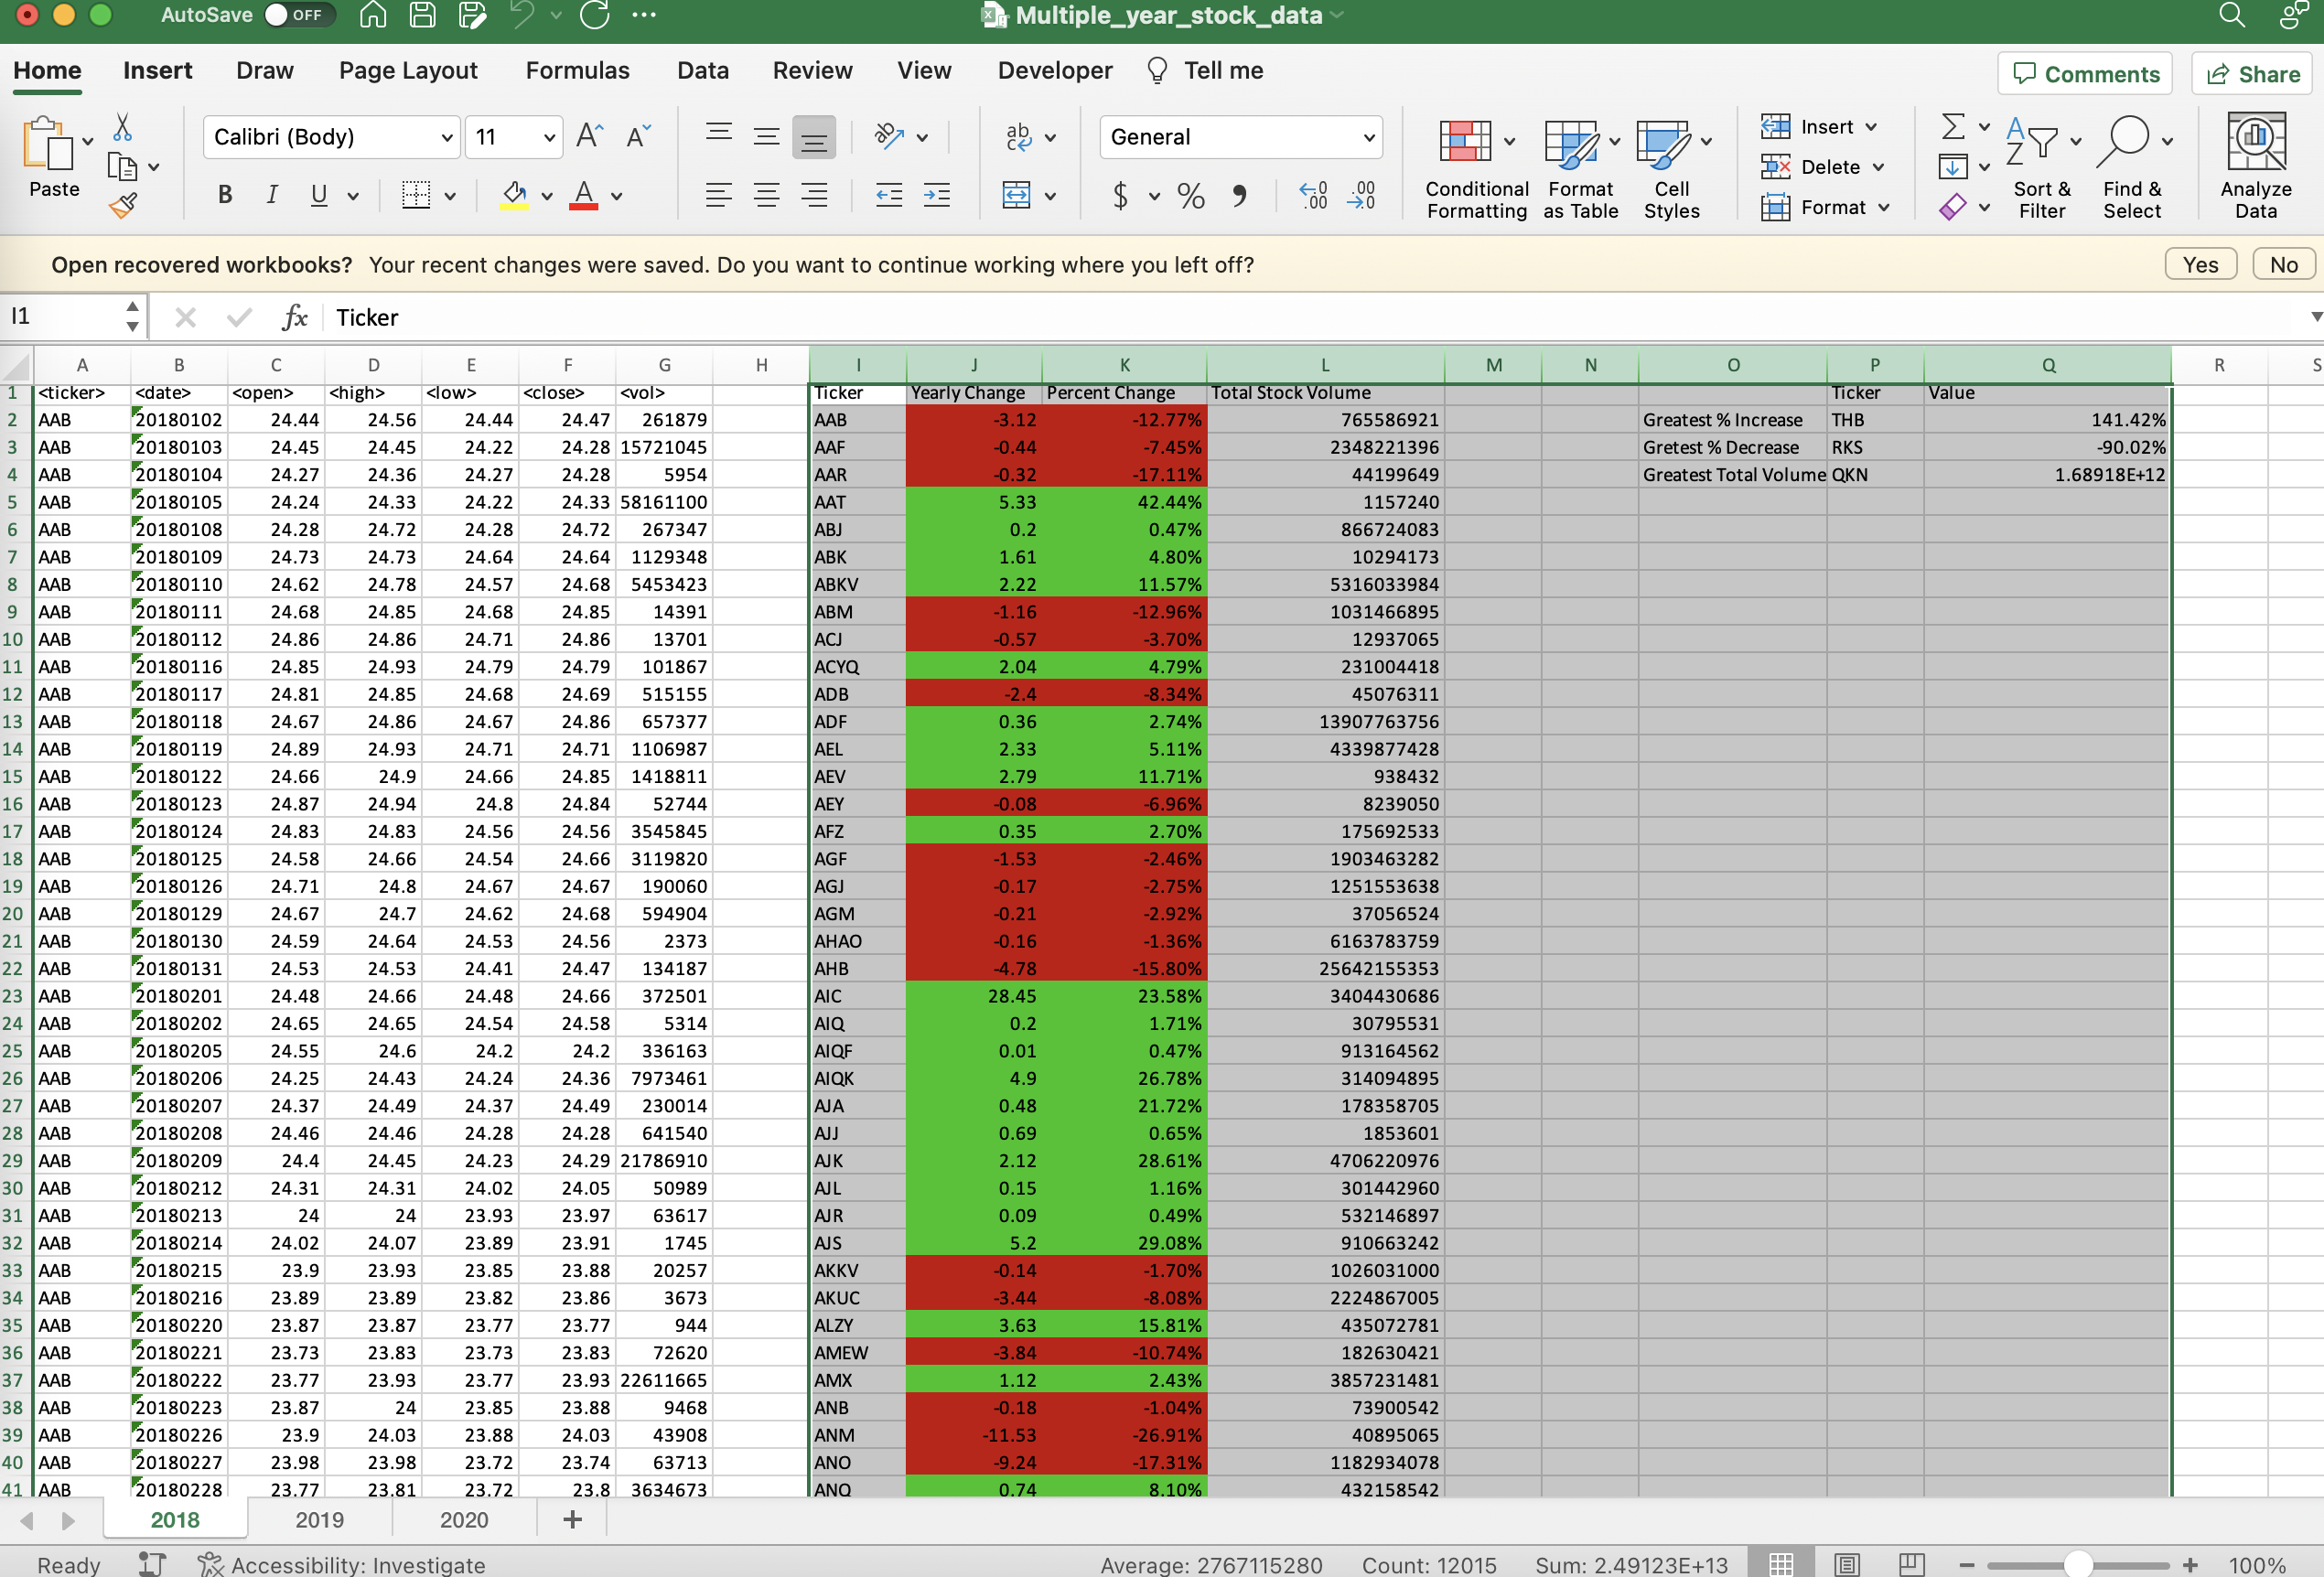 AutoSave OFF Multiple_year_stock_data
Home Insert Draw Page Layout Formulas Data Review View Developer Tell me Comments Share
Calibri (Body) 11 General Insert
Paste Delete
Conditional Formatting Format as Table Cell Styles Format Sort & Filter Find & Select Analyze Data
Open recovered workbooks? Your recent changes were saved. Do you want to continue working where you left off? Yes No
I1 fx Ticker
A B C D E F G H I J K L M N O P Q R S
1 <ticker> <date> <open> <high> <low> <close> <vol> Ticker Yearly Change Percent Change Total Stock Volume Ticker Value
2 AAB 20180102 24.44 24.56 24.44 24.47 261879 AAB -3.12 -12.77% 765586921 Greatest % Increase THB 141.42%
3 AAB 20180103 24.45 24.45 24.22 24.28 15721045 AAF -0.44 -7.45% 2348221396 Gretest % Decrease RKS -90.02%
4 AAB 20180104 24.27 24.36 24.27 24.28 5954 AAR -0.32 -17.11% 44199649 Greatest Total Volume QKN 1.68918E+12
5 AAB 20180105 24.24 24.33 24.22 24.33 58161100 AAT 5.33 42.44% 1157240
6 AAB 20180108 24.28 24.72 24.28 24.72 267347 ABJ 0.2 0.47% 866724083
7 AAB 20180109 24.73 24.73 24.64 24.64 1129348 ABK 1.61 4.80% 10294173
8 AAB 20180110 24.62 24.78 24.57 24.68 5453423 ABKV 2.22 11.57% 5316033984
9 AAB 20180111 24.68 24.85 24.68 24.85 14391 ABM -1.16 -12.96% 1031466895
10 AAB 20180112 24.86 24.86 24.71 24.86 13701 ACJ -0.57 -3.70% 12937065
11 AAB 20180116 24.85 24.93 24.79 24.79 101867 ACYQ 2.04 4.79% 231004418
12 AAB 20180117 24.81 24.85 24.68 24.69 515155 ADB -2.4 -8.34% 45076311
13 AAB 20180118 24.67 24.86 24.67 24.86 657377 ADF 0.36 2.74% 13907763756
14 AAB 20180119 24.89 24.93 24.71 24.71 1106987 AEL 2.33 5.11% 4339877428
15 AAB 20180122 24.66 24.9 24.66 24.85 1418811 AEV 2.79 11.71% 938432
16 AAB 20180123 24.87 24.94 24.8 24.84 52744 AEY -0.08 -6.96% 8239050
17 AAB 20180124 24.83 24.83 24.56 24.56 3545845 AFZ 0.35 2.70% 175692533
18 AAB 20180125 24.58 24.66 24.54 24.66 3119820 AGF -1.53 -2.46% 1903463282
19 AAB 20180126 24.71 24.8 24.67 24.67 190060 AGJ -0.17 -2.75% 1251553638
20 AAB 20180129 24.67 24.7 24.62 24.68 594904 AGM -0.21 -2.92% 37056524
21 AAB 20180130 24.59 24.64 24.53 24.56 2373 AHAO -0.16 -1.36% 6163783759
22 AAB 20180131 24.53 24.53 24.41 24.47 134187 AHB -4.78 -15.80% 25642155353
23 AAB 20180201 24.48 24.66 24.48 24.66 372501 AIC 28.45 23.58% 3404430686
24 AAB 20180202 24.65 24.65 24.54 24.58 5314 AIQ 0.2 1.71% 30795531
25 AAB 20180205 24.55 24.6 24.2 24.2 336163 AIQF 0.01 0.47% 913164562
26 AAB 20180206 24.25 24.43 24.24 24.36 7973461 AIQK 4.9 26.78% 314094895
27 AAB 20180207 24.37 24.49 24.37 24.49 230014 AJA 0.48 21.72% 178358705
28 AAB 20180208 24.46 24.46 24.28 24.28 641540 AJJ 0.69 0.65% 1853601
29 AAB 20180209 24.4 24.45 24.23 24.29 21786910 AJK 2.12 28.61% 4706220976
30 AAB 20180212 24.31 24.31 24.02 24.05 50989 AJL 0.15 1.16% 301442960
31 AAB 20180213 24 24 23.93 23.97 63617 AJR 0.09 0.49% 532146897
32 AAB 20180214 24.02 24.07 23.89 23.91 1745 AJS 5.2 29.08% 910663242
33 AAB 20180215 23.9 23.93 23.85 23.88 20257 AKKV -0.14 -1.70% 1026031000
34 AAB 20180216 23.89 23.89 23.82 23.86 3673 AKUC -3.44 -8.08% 2224867005
35 AAB 20180220 23.87 23.87 23.77 23.77 944 ALZY 3.63 15.81% 435072781
36 AAB 20180221 23.73 23.83 23.73 23.83 72620 AMEW -3.84 -10.74% 182630421
37 AAB 20180222 23.77 23.93 23.77 23.93 22611665 AMX 1.12 2.43% 3857231481
38 AAB 20180223 23.87 24 23.85 23.88 9468 ANB -0.18 -1.04% 73900542
39 AAB 20180226 23.9 24.03 23.88 24.03 43908 ANM -11.53 -26.91% 40895065
40 AAB 20180227 23.98 23.98 23.72 23.74 63713 ANO -9.24 -17.31% 1182934078
41 AAB 20180228 23.77 23.81 23.72 23.8 3634673 ANQ 0.74 8.10% 432158542
2018 2019 2020
Ready Accessibility: Investigate Average: 2767115280 Count: 12015 Sum: 2.49123E+13 100%